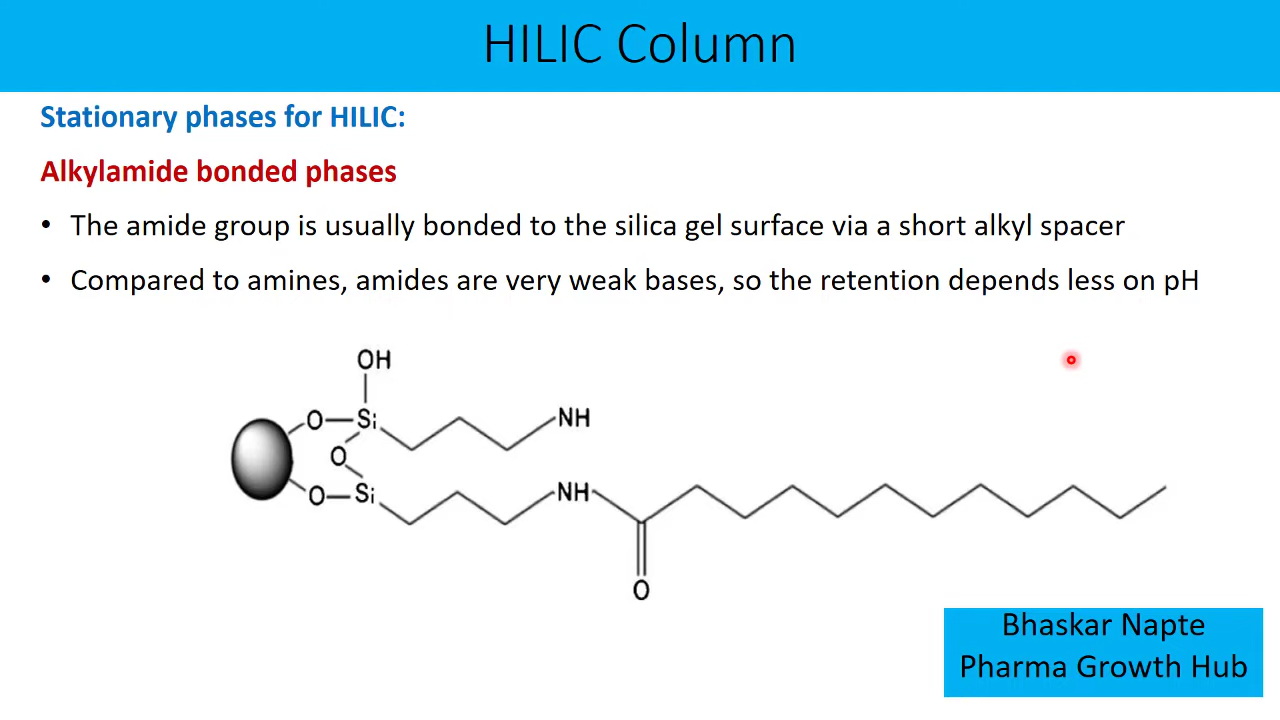 HILIC Column
Stationary phases for HILIC:
Alkylamide bonded phases
• The amide group is usually bonded to the silica gel surface via a short alkyl spacer
• Compared to amines, amides are very weak bases, so the retention depends less on pH
OH
O Si NH
O
O Si NH
O
Bhaskar Napte
Pharma Growth Hub